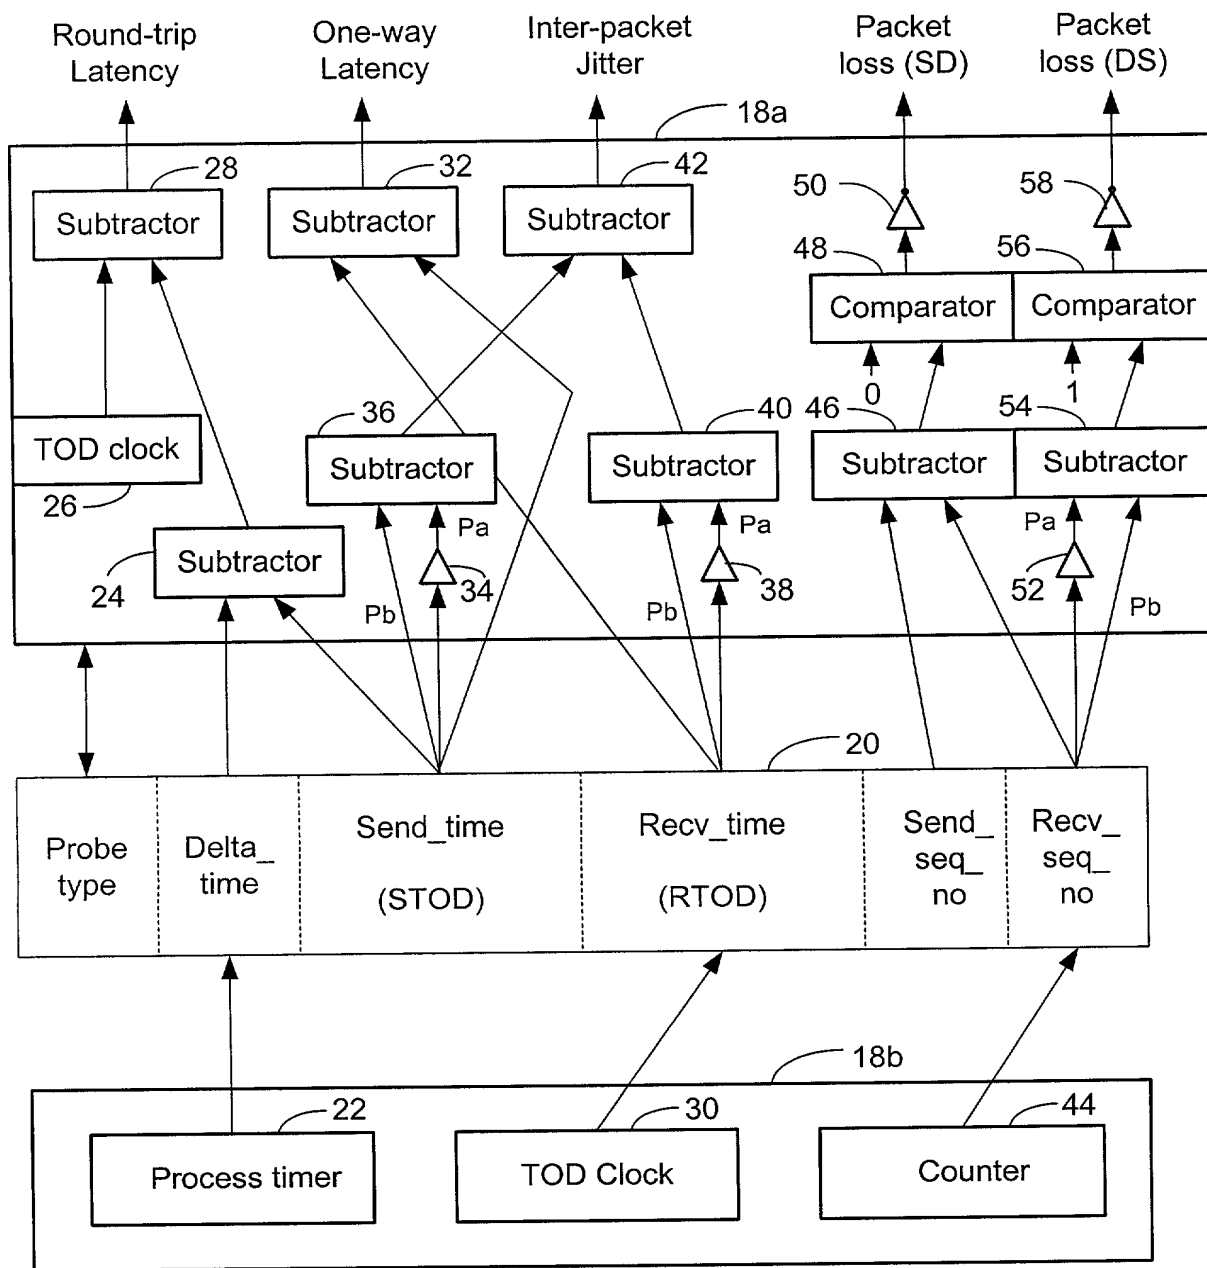 Round-trip
Latency
One-way
Latency
Inter-packet
Jitter
Packet
loss (SD)
Packet
loss (DS)
18a
28
Subtractor
32
Subtractor
42
Subtractor
50
58
48
Comparator
56
Comparator
0
1
TOD clock
26
36
Subtractor
40
Subtractor
46
Subtractor
54
Subtractor
24
Subtractor
Pa
34
Pb
Pa
38
Pb
Pa
52
Pb
20
Probe
type
Delta_
time
Send_time
(STOD)
Recv_time
(RTOD)
Send_
seq_
no
Recv_
seq_
no
18b
22
Process timer
30
TOD Clock
44
Counter